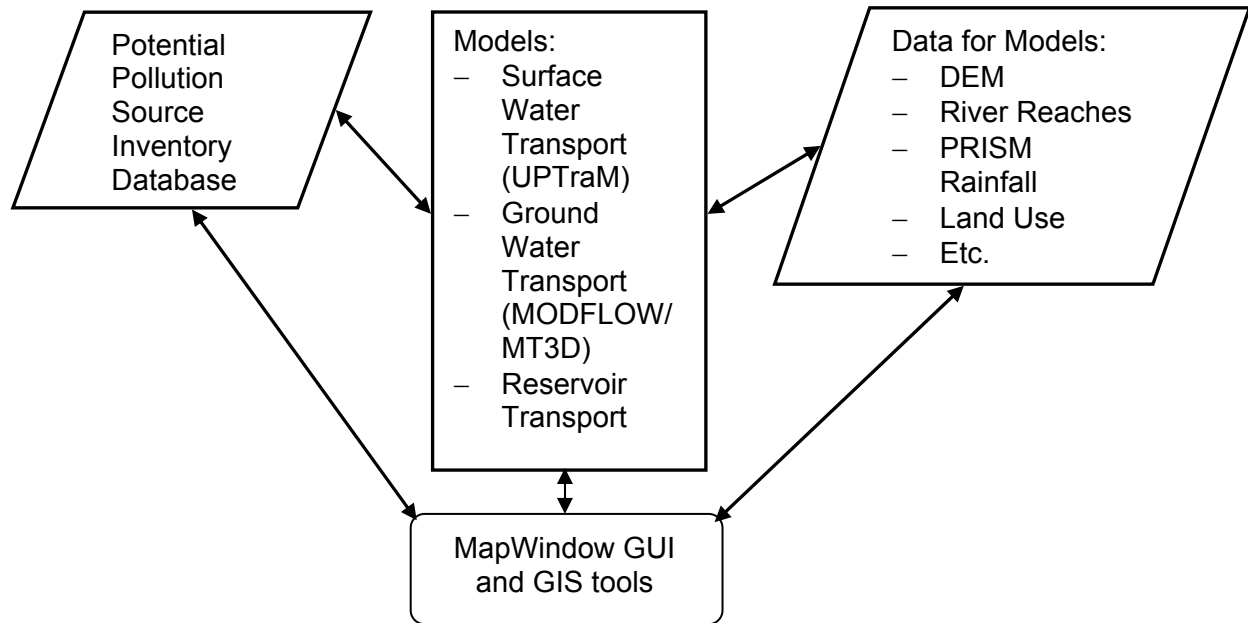 Potential
Pollution
Source
Inventory
Database
Models:
– Surface
Water
Transport
(UPTraM)
– Ground
Water
Transport
(MODFLOW/
MT3D)
– Reservoir
Transport
Data for Models:
– DEM
– River Reaches
– PRISM
Rainfall
– Land Use
– Etc.
MapWindow GUI
and GIS tools